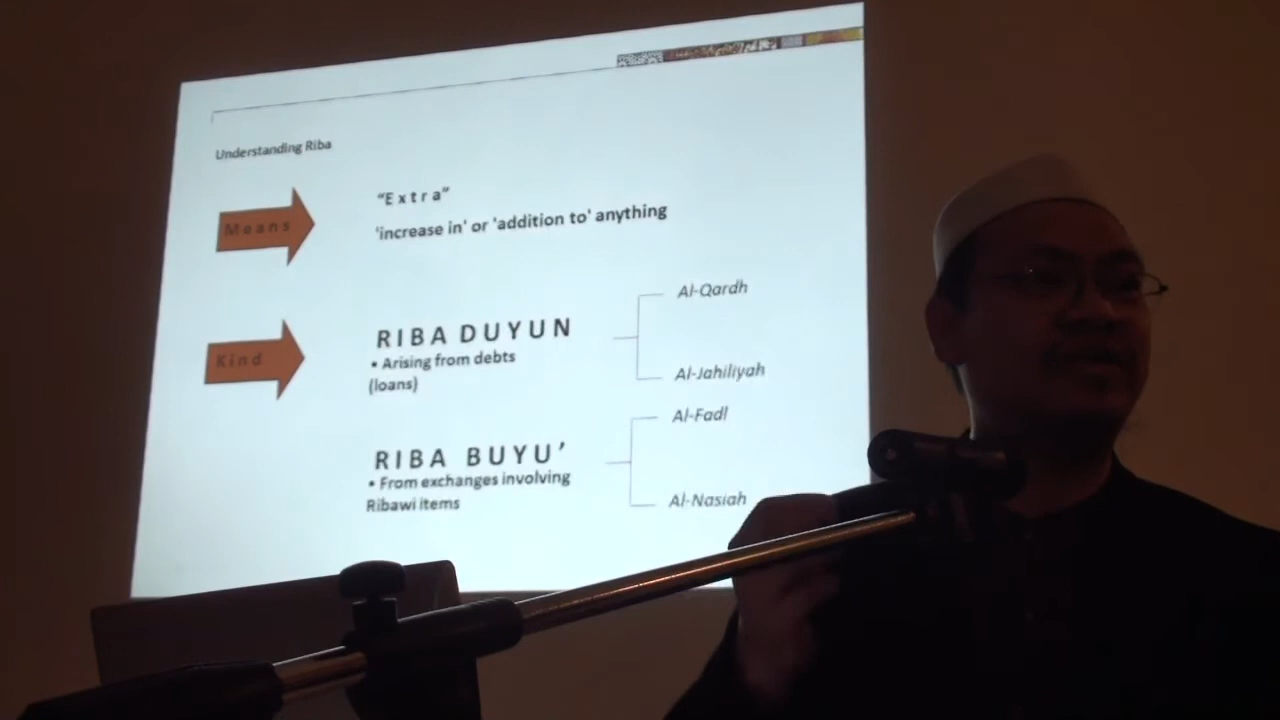 Understanding Riba
Means
"E x t r a"
'increase in' or 'addition to' anything
Kind
RIBA DUYUN
• Arising from debts
(loans)
Al-Qardh
Al-Jahiliyah
RIBA BUYU’
• From exchanges involving
Ribawi items
Al-Fadl
Al-Nasiah